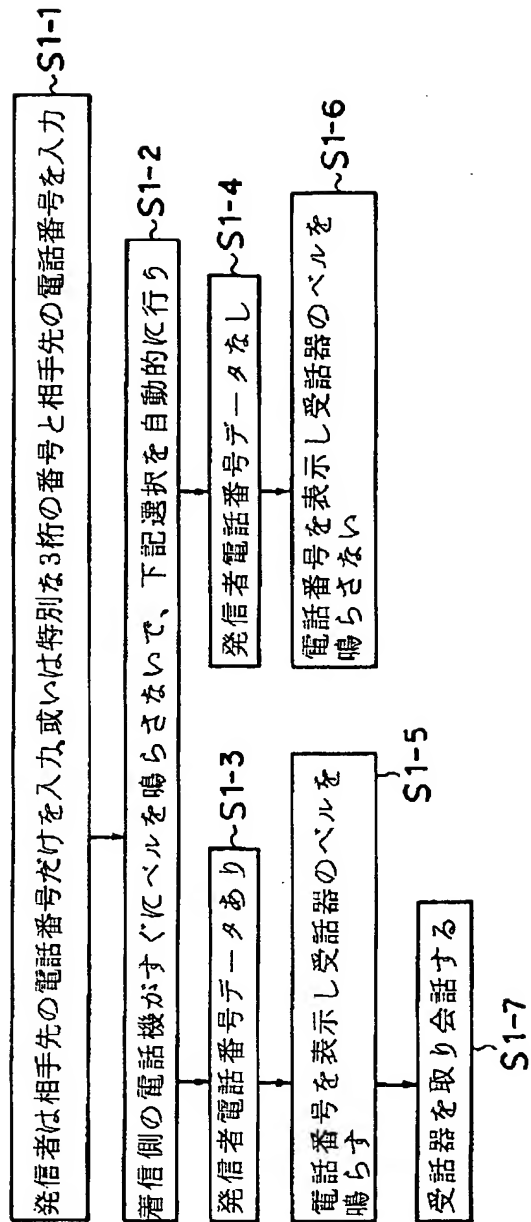 発信者は相手先の電話番号だけを入力、或いは特別な3桁の番号と相手先の電話番号を入力
S1-1
着信側の電話機がすぐにベルを鳴らさないで、下記選択を自動的に行う
S1-2
発信者電話番号データあり
S1-3
発信者電話番号データなし
S1-4
電話番号を表示し受話器のベルを
鳴らす
S1-5
電話番号を表示し受話器のベルを
鳴らさない
S1-6
受話器を取り会話する
S1-7